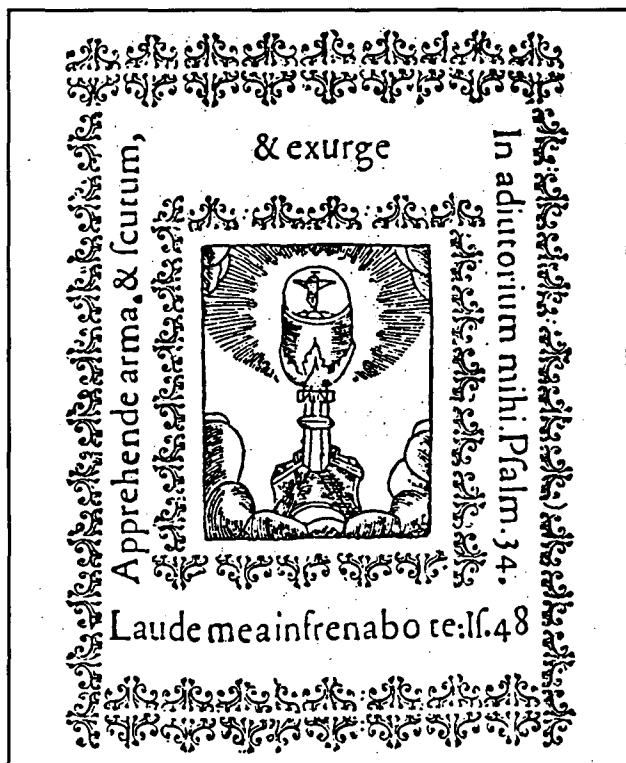 Apprehende arma, & ſcutum,
& exurge
In adiutorium mihi. Pſalm. 34.
Laude mea infrenabo te: Iſ. 48